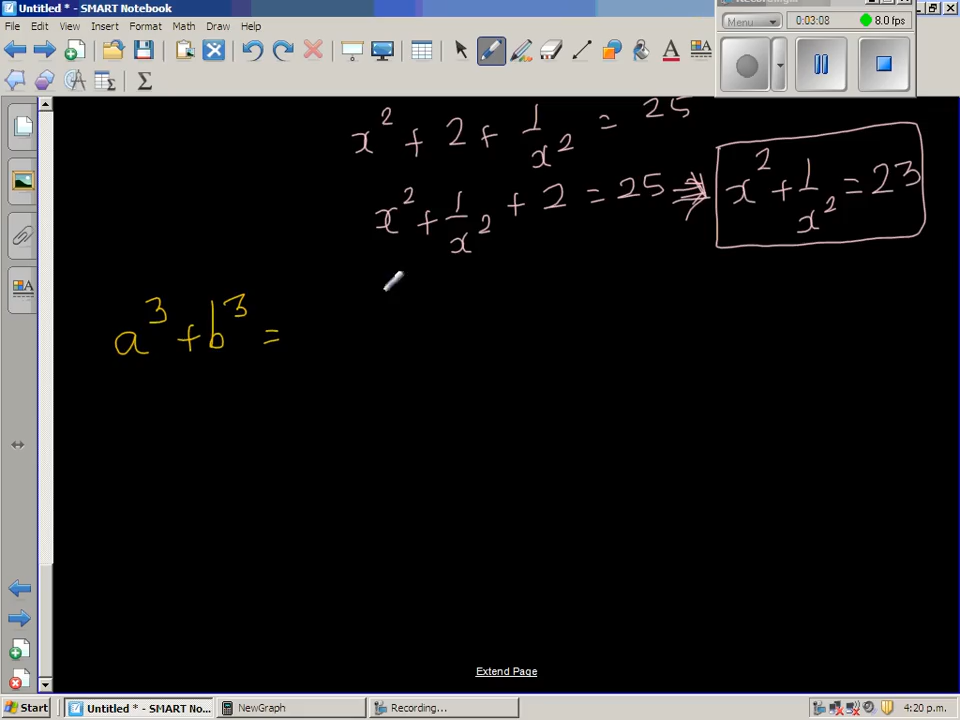 Untitled * - SMART Notebook
File Edit View Insert Format Math Draw Help
Menu 0:03:08 8.0 fps
x² + 2 + 1/x² = 25
x² + 1/x² + 2 = 25 ⇒ x² + 1/x² = 23
a³ + b³ =
Extend Page
Start Untitled * - SMART No... NewGraph Recording... 4:20 p.m.